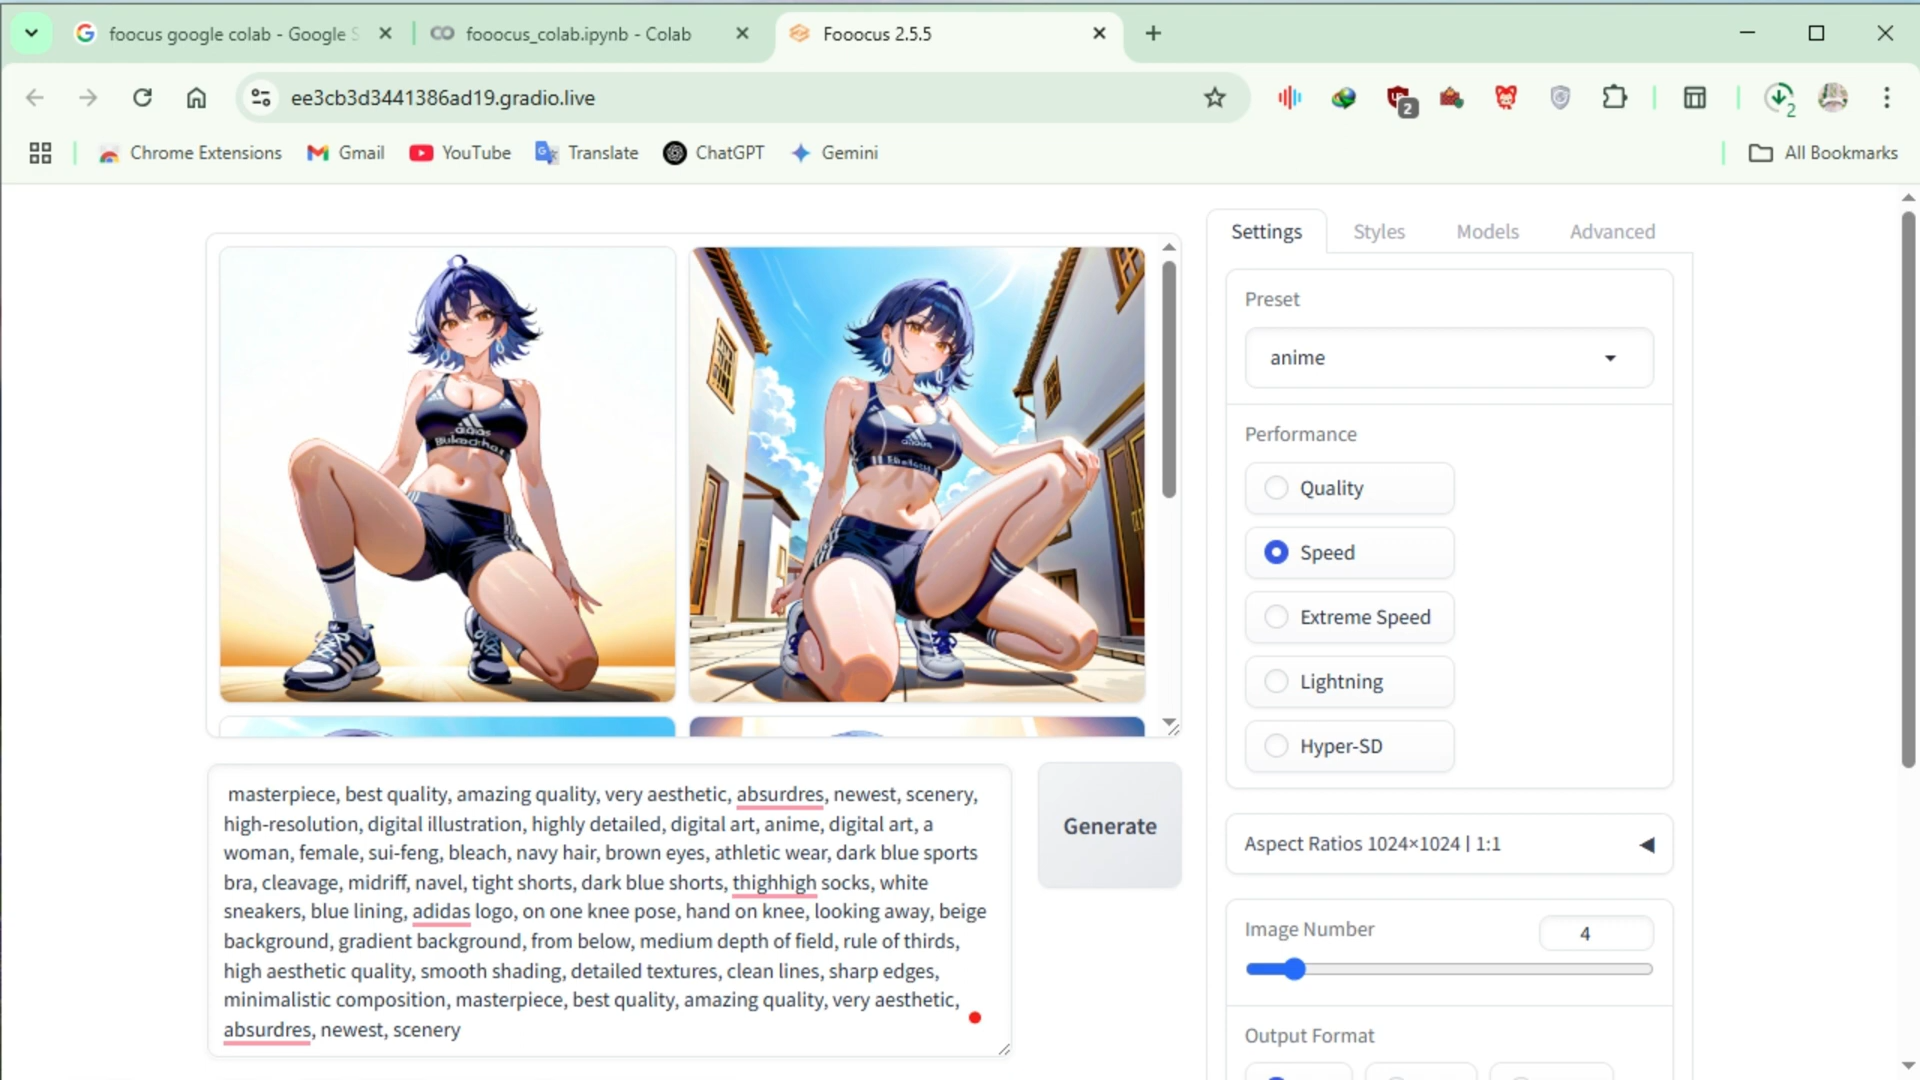 foocus google colab - Google S
fooocus_colab.ipynb - Colab
Fooocus 2.5.5
ee3cb3d3441386ad19.gradio.live
2
2
Chrome Extensions
Gmail
YouTube
Translate
ChatGPT
Gemini
All Bookmarks
Settings
Styles
Models
Advanced
adidas
adidas
Preset
anime
Performance
Quality
Speed
Extreme Speed
Lightning
Hyper-SD
masterpiece, best quality, amazing quality, very aesthetic, absurdres, newest, scenery,
high-resolution, digital illustration, highly detailed, digital art, anime, digital art, a
woman, female, sui-feng, bleach, navy hair, brown eyes, athletic wear, dark blue sports
bra, cleavage, midriff, navel, tight shorts, dark blue shorts, thighhigh socks, white
sneakers, blue lining, adidas logo, on one knee pose, hand on knee, looking away, beige
background, gradient background, from below, medium depth of field, rule of thirds,
high aesthetic quality, smooth shading, detailed textures, clean lines, sharp edges,
minimalistic composition, masterpiece, best quality, amazing quality, very aesthetic,
absurdres, newest, scenery
Generate
Aspect Ratios 1024×1024 | 1:1
Image Number
4
Output Format